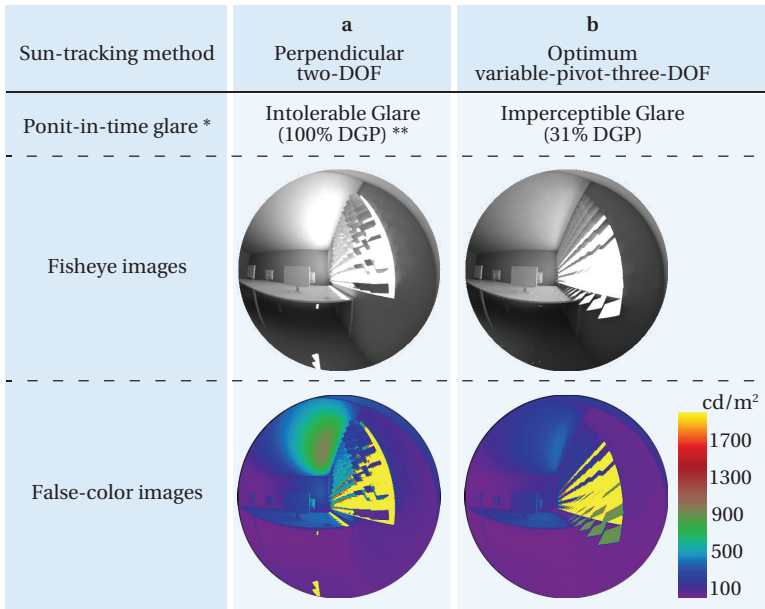 Sun-tracking method
a
Perpendicular
two-DOF
b
Optimum
variable-pivot-three-DOF
Ponit-in-time glare *
Intolerable Glare
(100% DGP) **
Imperceptible Glare
(31% DGP)
Fisheye images
False-color images
cd/m²
1700
1300
900
500
100